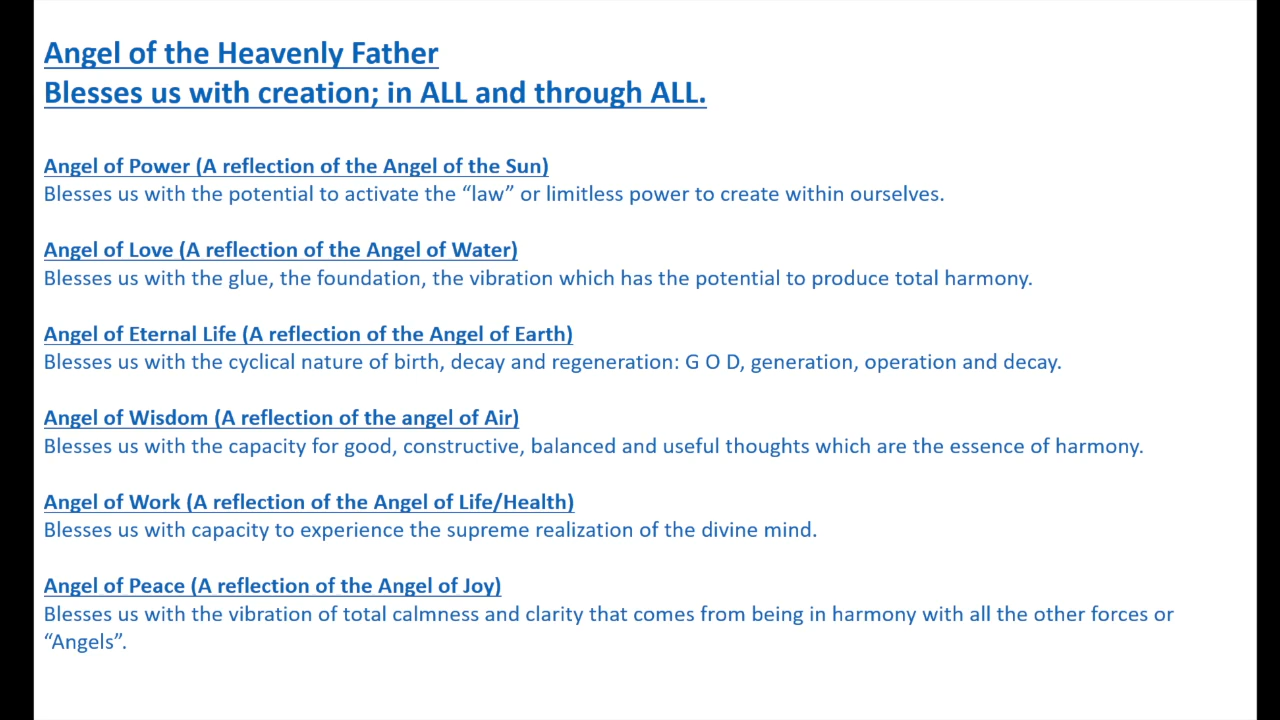 Angel of the Heavenly Father
Blesses us with creation; in ALL and through ALL.
Angel of Power (A reflection of the Angel of the Sun)
Blesses us with the potential to activate the “law” or limitless power to create within ourselves.
Angel of Love (A reflection of the Angel of Water)
Blesses us with the glue, the foundation, the vibration which has the potential to produce total harmony.
Angel of Eternal Life (A reflection of the Angel of Earth)
Blesses us with the cyclical nature of birth, decay and regeneration: G O D, generation, operation and decay.
Angel of Wisdom (A reflection of the angel of Air)
Blesses us with the capacity for good, constructive, balanced and useful thoughts which are the essence of harmony.
Angel of Work (A reflection of the Angel of Life/Health)
Blesses us with capacity to experience the supreme realization of the divine mind.
Angel of Peace (A reflection of the Angel of Joy)
Blesses us with the vibration of total calmness and clarity that comes from being in harmony with all the other forces or
“Angels”.